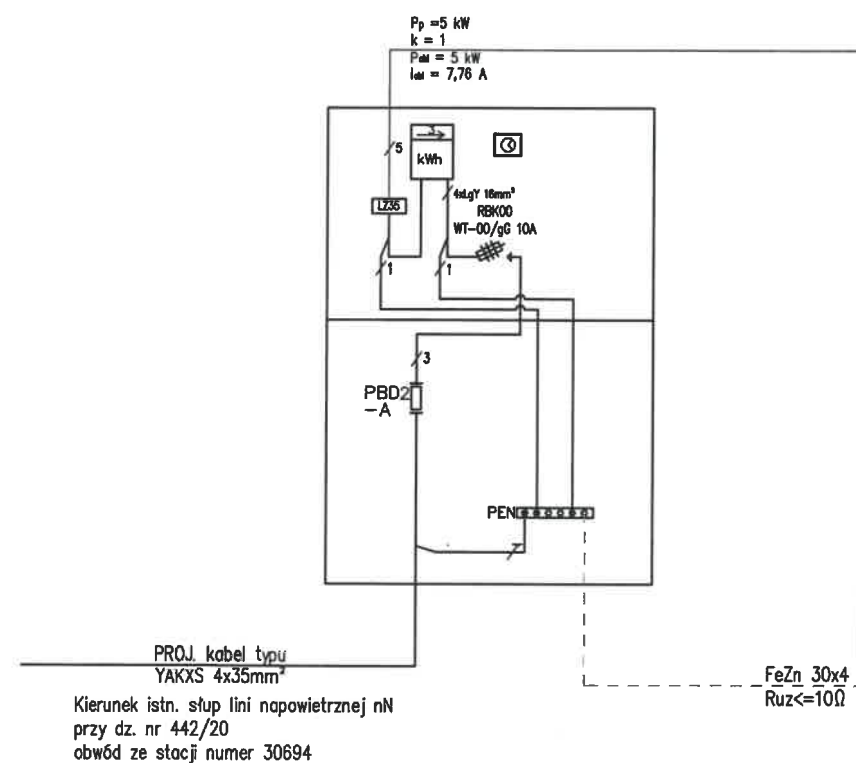 Pp =5 kW
k = 1
Pobl = 5 kW
Iobl = 7,76 A
3
kWh
5
4xLgY 16mm²
LZ35
RBK00
WT-00/gG 10A
1
1
3
PBD2
-A
PEN
PROJ. kabel typu
YAKXS 4x35mm²
FeZn 30x4
Ruz<=10Ω
Kierunek istn. słup lini napowietrznej nN
przy dz. nr 442/20
obwód ze stacji numer 30694